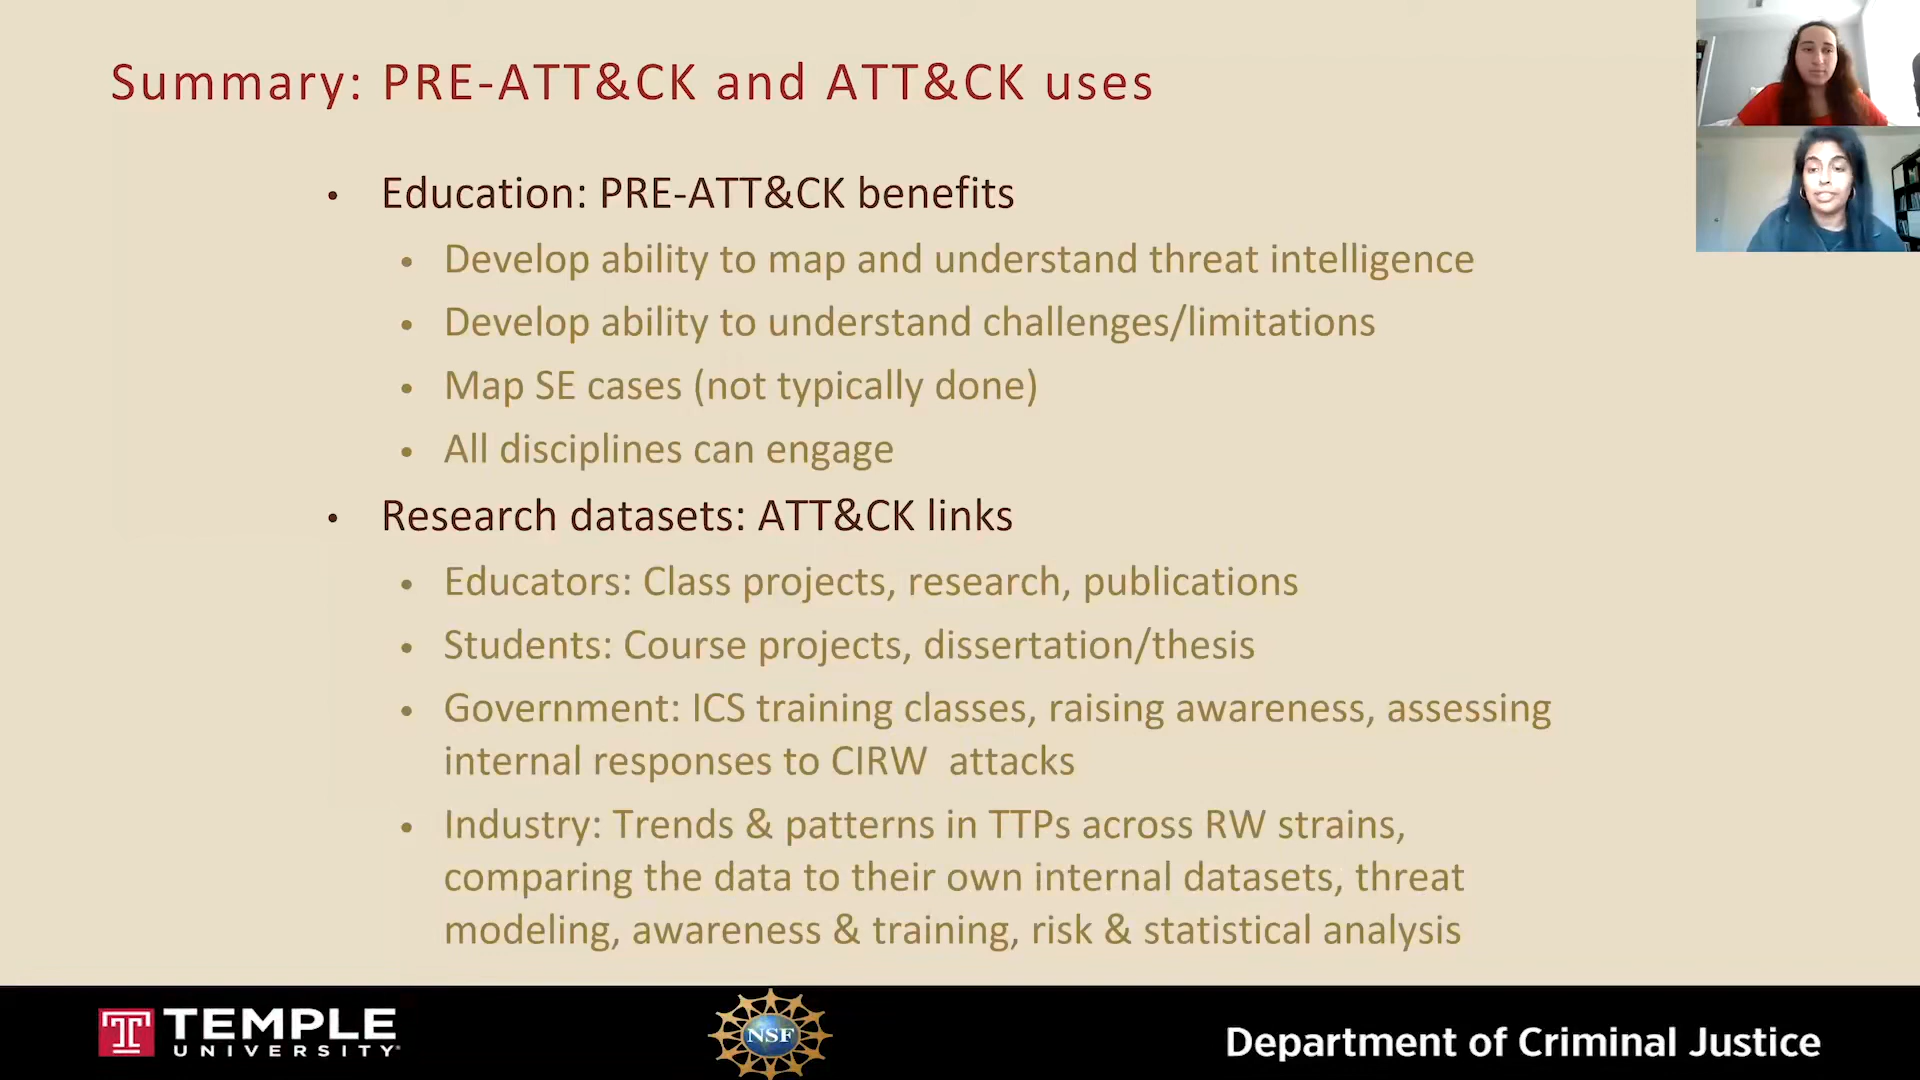 Summary: PRE-ATT&CK and ATT&CK uses
• Education: PRE-ATT&CK benefits
• Develop ability to map and understand threat intelligence
• Develop ability to understand challenges/limitations
• Map SE cases (not typically done)
• All disciplines can engage
• Research datasets: ATT&CK links
• Educators: Class projects, research, publications
• Students: Course projects, dissertation/thesis
• Government: ICS training classes, raising awareness, assessing
internal responses to CIRW  attacks
• Industry: Trends & patterns in TTPs across RW strains,
comparing the data to their own internal datasets, threat
modeling, awareness & training, risk & statistical analysis
TEMPLE
UNIVERSITY
NSF
Department of Criminal Justice